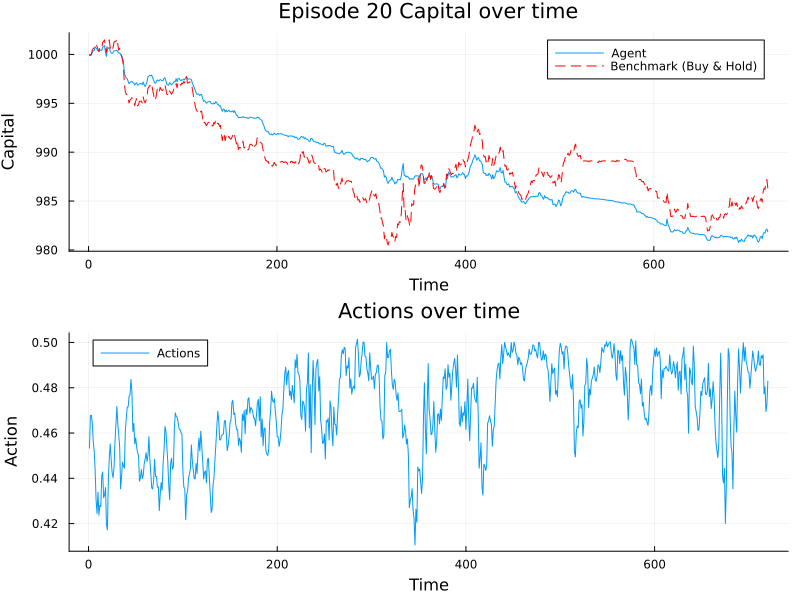 Episode 20 Capital over time
Capital
1000
995
990
985
980
Agent
Benchmark (Buy & Hold)
0
200
400
600
Time
Actions over time
Action
0.50
0.48
0.46
0.44
0.42
Actions
0
200
400
600
Time